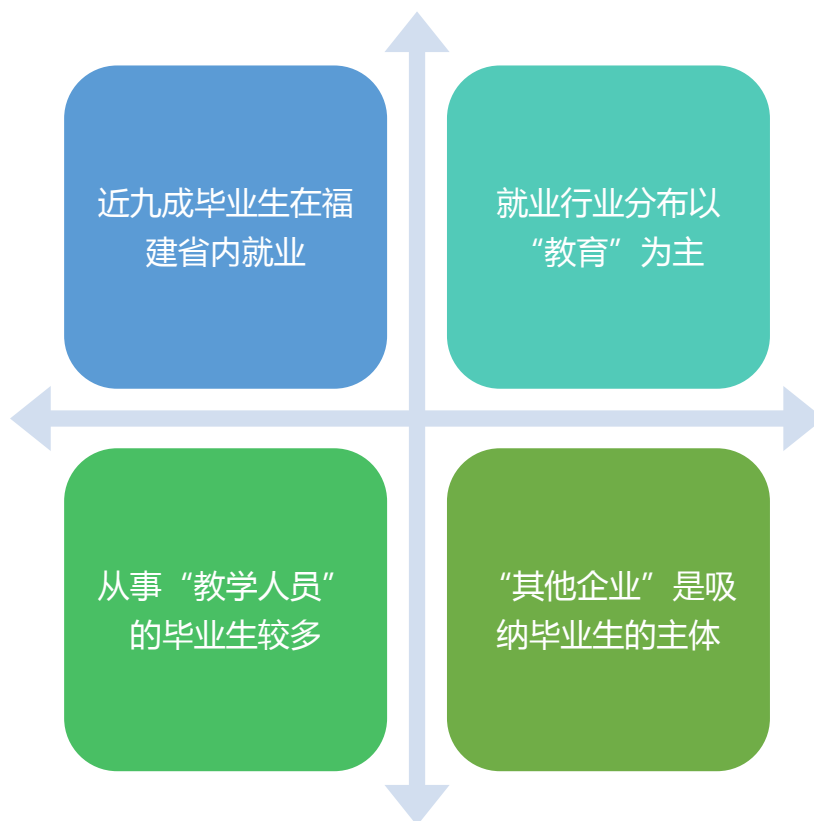 近九成毕业生在福
建省内就业
就业行业分布以
“教育”为主
从事“教学人员”
的毕业生较多
“其他企业”是吸
纳毕业生的主体